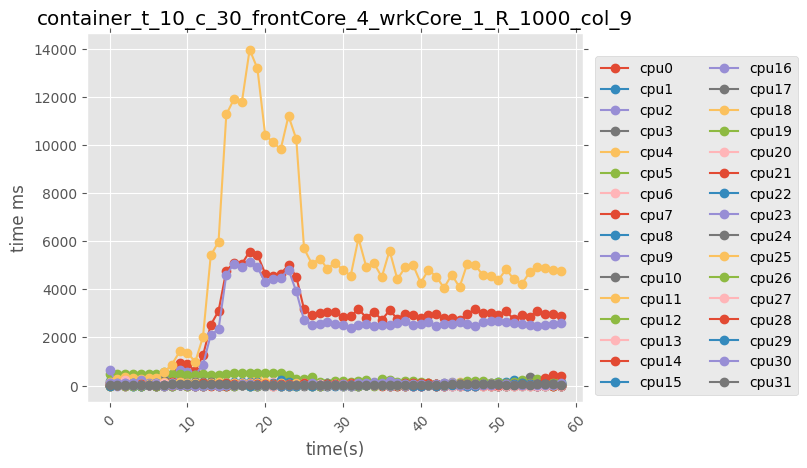 container_t_10_c_30_frontCore_4_wrkCore_1_R_1000_col_9
14000
12000
10000
8000
6000
4000
2000
0
time ms
0
10
20
30
40
50
60
time(s)
cpu0
cpu1
cpu2
cpu3
cpu4
cpu5
cpu6
cpu7
cpu8
cpu9
cpu10
cpu11
cpu12
cpu13
cpu14
cpu15
cpu16
cpu17
cpu18
cpu19
cpu20
cpu21
cpu22
cpu23
cpu24
cpu25
cpu26
cpu27
cpu28
cpu29
cpu30
cpu31